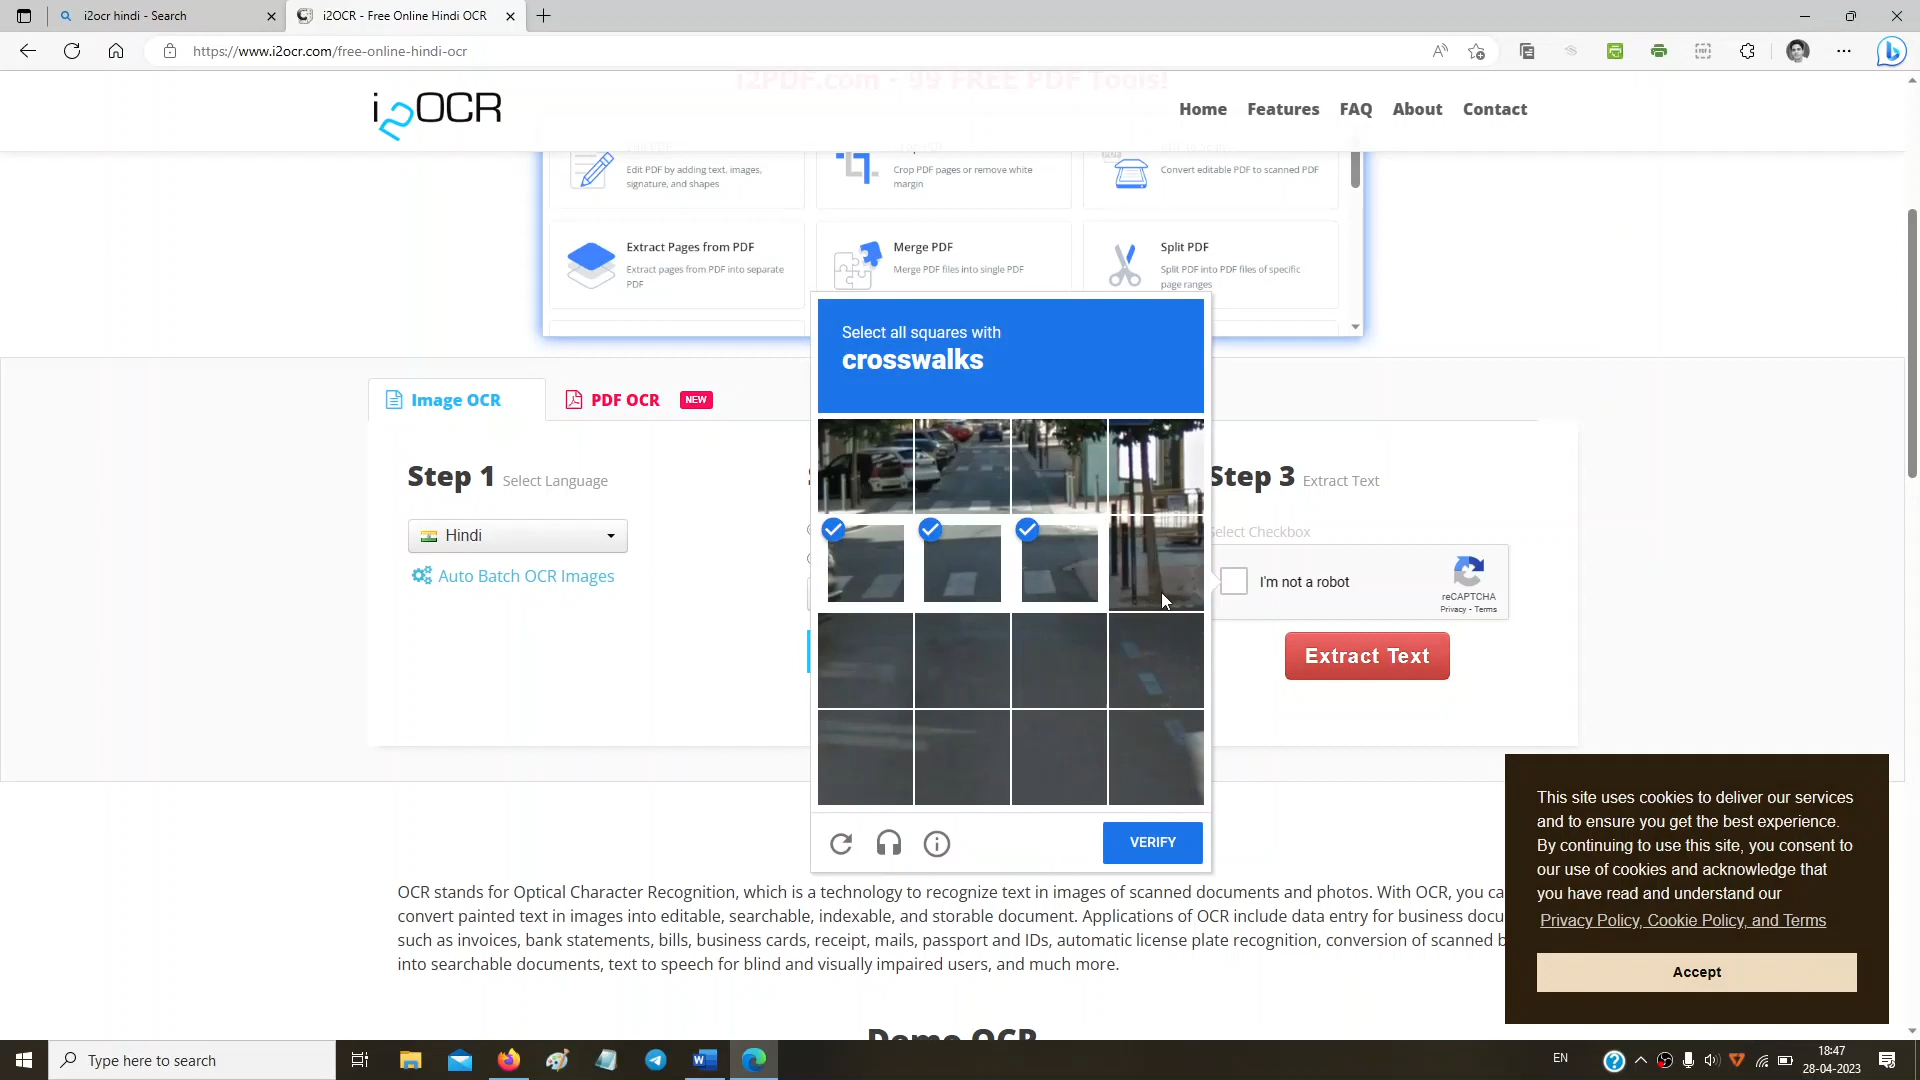 i2ocr hindi - Search
i2OCR - Free Online Hindi OCR
https://www.i2ocr.com/free-online-hindi-ocr
i2PDF.com - 99 FREE PDF Tools!
i2OCR
Home
Features
FAQ
About
Contact
Edit PDF by adding text, images,
signature, and shapes
Crop PDF pages or remove white
margin
Convert editable PDF to scanned PDF
Extract Pages from PDF
Extract pages from PDF into separate
PDF
Merge PDF
Merge PDF files into single PDF
Split PDF
Split PDF into PDF files of specific
page ranges
Select all squares with
crosswalks
Image OCR
PDF OCR
NEW
Step 1 Select Language
Hindi
Auto Batch OCR Images
Step 3 Extract Text
Select Checkbox
I'm not a robot
reCAPTCHA
Privacy - Terms
Extract Text
VERIFY
OCR stands for Optical Character Recognition, which is a technology to recognize text in images of scanned documents and photos. With OCR, you ca
convert painted text in images into editable, searchable, indexable, and storable document. Applications of OCR include data entry for business docu
such as invoices, bank statements, bills, business cards, receipt, mails, passport and IDs, automatic license plate recognition, conversion of scanned b
into searchable documents, text to speech for blind and visually impaired users, and much more.
Demo OCR
This site uses cookies to deliver our services
and to ensure you get the best experience.
By continuing to use this site, you consent to
our use of cookies and acknowledge that
you have read and understand our
Privacy Policy, Cookie Policy, and Terms
Accept
Type here to search
EN
18:47
28-04-2023